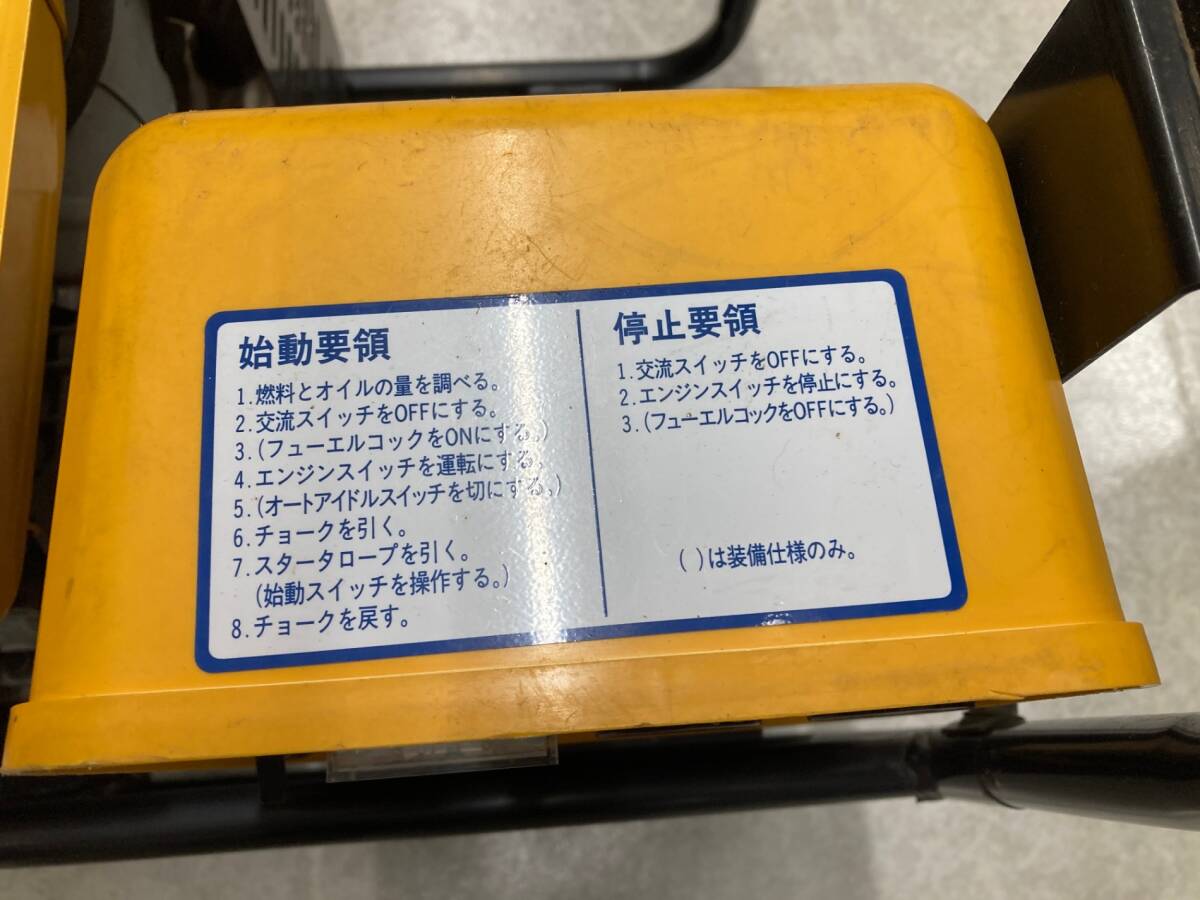 始動要領
1.燃料とオイルの量を調べる。
2.交流スイッチをOFFにする。
3.(フューエルコックをONにする。)
4.エンジンスイッチを運転にする。
5.(オートアイドルスイッチを切にする。)
6.チョークを引く。
7.スタータロープを引く。
(始動スイッチを操作する。)
8.チョークを戻す。
停止要領
1.交流スイッチをOFFにする。
2.エンジンスイッチを停止にする。
3.(フューエルコックをOFFにする。)
( )は装備仕様のみ。